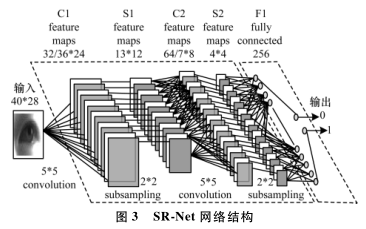 C1 S1 C2 S2 F1
feature feature feature feature fully
maps maps maps maps connected
32/36*24 13*12 64/7*8 4*4 256
输入
40*28
输出
0
1
5*5
convolution
2*2
subsampling
5*5
convolution
2*2
subsampling
图 3 SR-Net 网络结构